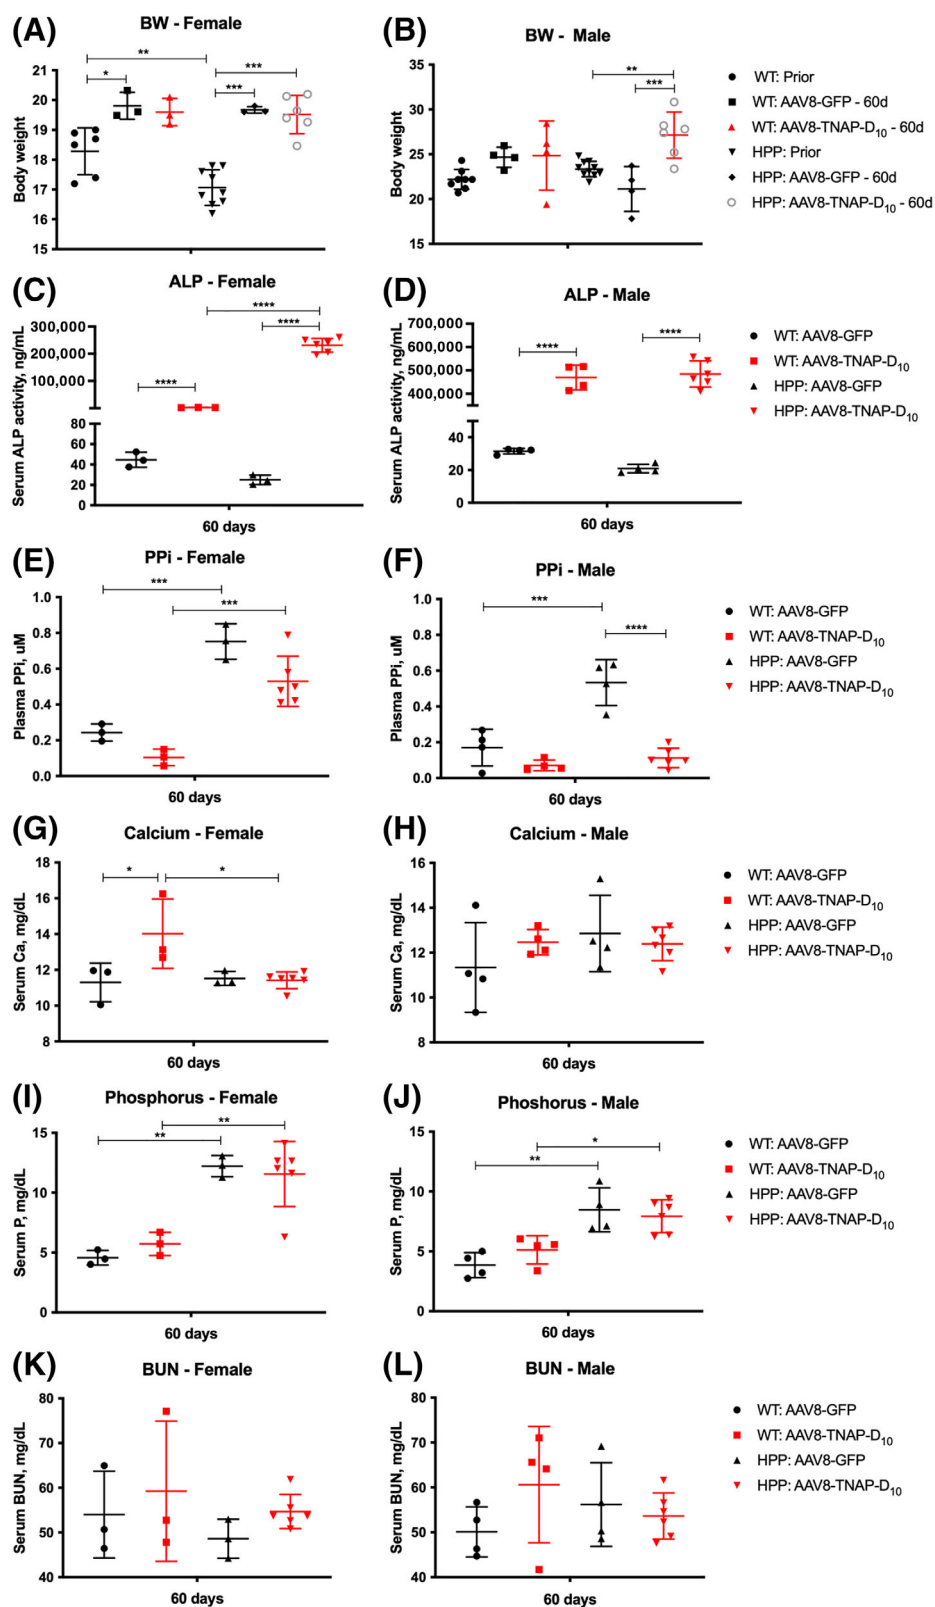 (A)
BW - Female
**
***
*
***
21
20
19
18
17
16
15
Body weight
(B)
BW - Male
**
***
35
30
25
20
15
Body weight
WT: Prior
WT: AAV8-GFP - 60d
WT: AAV8-TNAP-D10 - 60d
HPP: Prior
HPP: AAV8-GFP - 60d
HPP: AAV8-TNAP-D10 - 60d
(C)
ALP - Female
****
****
****
300,000
200,000
100,000
80
60
40
20
0
Serum ALP activity, ng/mL
60 days
(D)
ALP - Male
****
****
700,000
600,000
500,000
400,000
40
20
0
Serum ALP activity, ng/mL
60 days
WT: AAV8-GFP
WT: AAV8-TNAP-D10
HPP: AAV8-GFP
HPP: AAV8-TNAP-D10
(E)
PPi - Female
***
***
1.0
0.8
0.6
0.4
0.2
0.0
Plasma PPi, uM
60 days
(F)
PPi - Male
***
****
1.0
0.8
0.6
0.4
0.2
0.0
Plasma PPi, uM
60 days
WT: AAV8-GFP
WT: AAV8-TNAP-D10
HPP: AAV8-GFP
HPP: AAV8-TNAP-D10
(G)
Calcium - Female
*
*
18
16
14
12
10
8
Serum Ca, mg/dL
60 days
(H)
Calcium - Male
16
14
12
10
8
Serum Ca, mg/dL
60 days
WT: AAV8-GFP
WT: AAV8-TNAP-D10
HPP: AAV8-GFP
HPP: AAV8-TNAP-D10
(I)
Phosphorus - Female
**
**
15
10
5
0
Serum P, mg/dL
60 days
(J)
Phoshorus - Male
*
**
15
10
5
0
Serum P, mg/dL
60 days
WT: AAV8-GFP
WT: AAV8-TNAP-D10
HPP: AAV8-GFP
HPP: AAV8-TNAP-D10
(K)
BUN - Female
80
70
60
50
40
Serum BUN, mg/dL
60 days
(L)
BUN - Male
80
70
60
50
40
Serum BUN, mg/dL
60 days
WT: AAV8-GFP
WT: AAV8-TNAP-D10
HPP: AAV8-GFP
HPP: AAV8-TNAP-D10